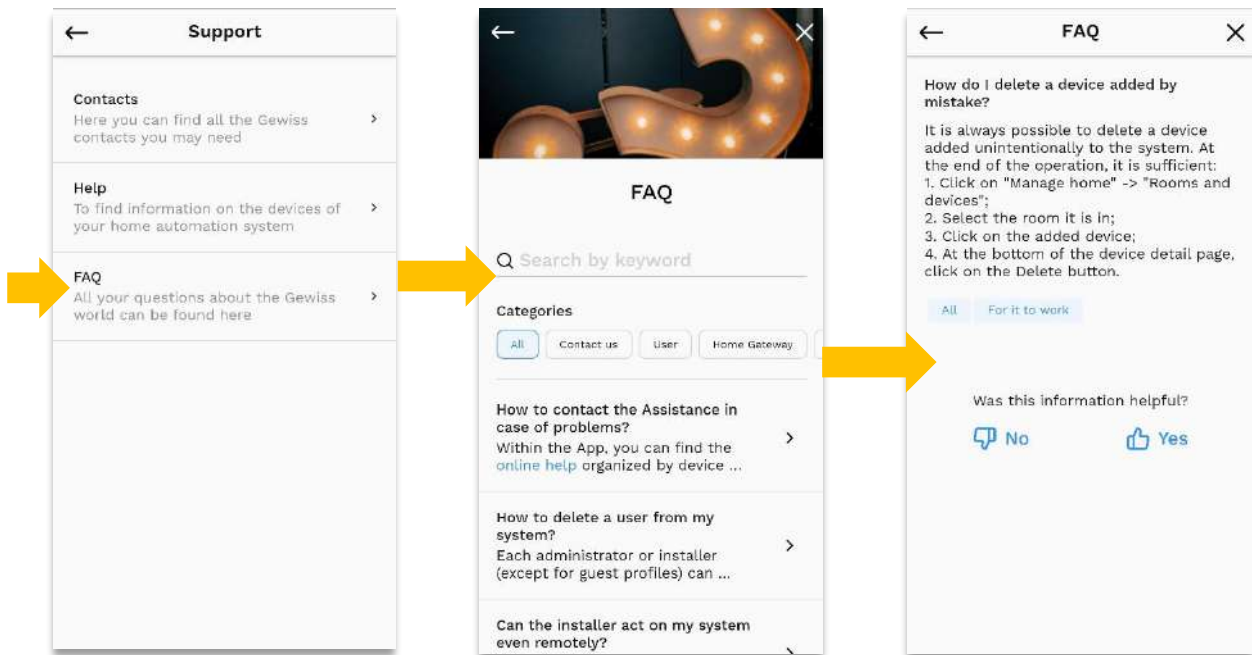 Support
Contacts
Here you can find all the Gewiss
contacts you may need
Help
To find information on the devices of
your home automation system
FAQ
All your questions about the Gewiss
world can be found here
FAQ
Search by keyword
Categories
All
Contact us
User
Home Gateway
How to contact the Assistance in
case of problems?
Within the App, you can find the
online help organized by device ...
How to delete a user from my
system?
Each administrator or installer
(except for guest profiles) can ...
Can the installer act on my system
even remotely?
FAQ
How do I delete a device added by
mistake?
It is always possible to delete a device
added unintentionally to the system. At
the end of the operation, it is sufficient:
1. Click on "Manage home" -> "Rooms and
devices";
2. Select the room it is in;
3. Click on the added device;
4. At the bottom of the device detail page,
click on the Delete button.
All
For it to work
Was this information helpful?
No
Yes